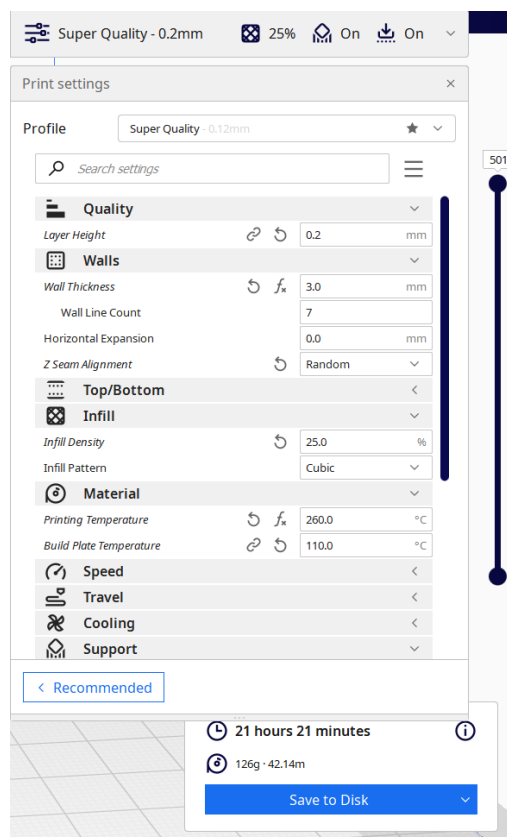 Super Quality - 0.2mm 25% On On
Print settings
Profile Super Quality - 0.12mm
Search settings
501
Quality
Layer Height 0.2 mm
Walls
Wall Thickness 3.0 mm
Wall Line Count 7
Horizontal Expansion 0.0 mm
Z Seam Alignment Random
Top/Bottom
Infill
Infill Density 25.0 %
Infill Pattern Cubic
Material
Printing Temperature 260.0 °C
Build Plate Temperature 110.0 °C
Speed
Travel
Cooling
Support
Recommended
21 hours 21 minutes
126g · 42.14m
Save to Disk